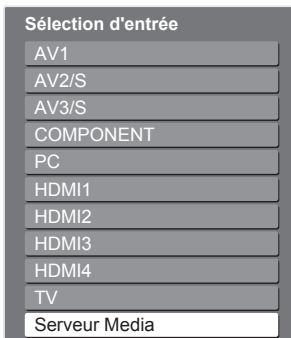 Sélection d'entrée
AV1
AV2/S
AV3/S
COMPONENT
PC
HDMI1
HDMI2
HDMI3
HDMI4
TV
Serveur Media